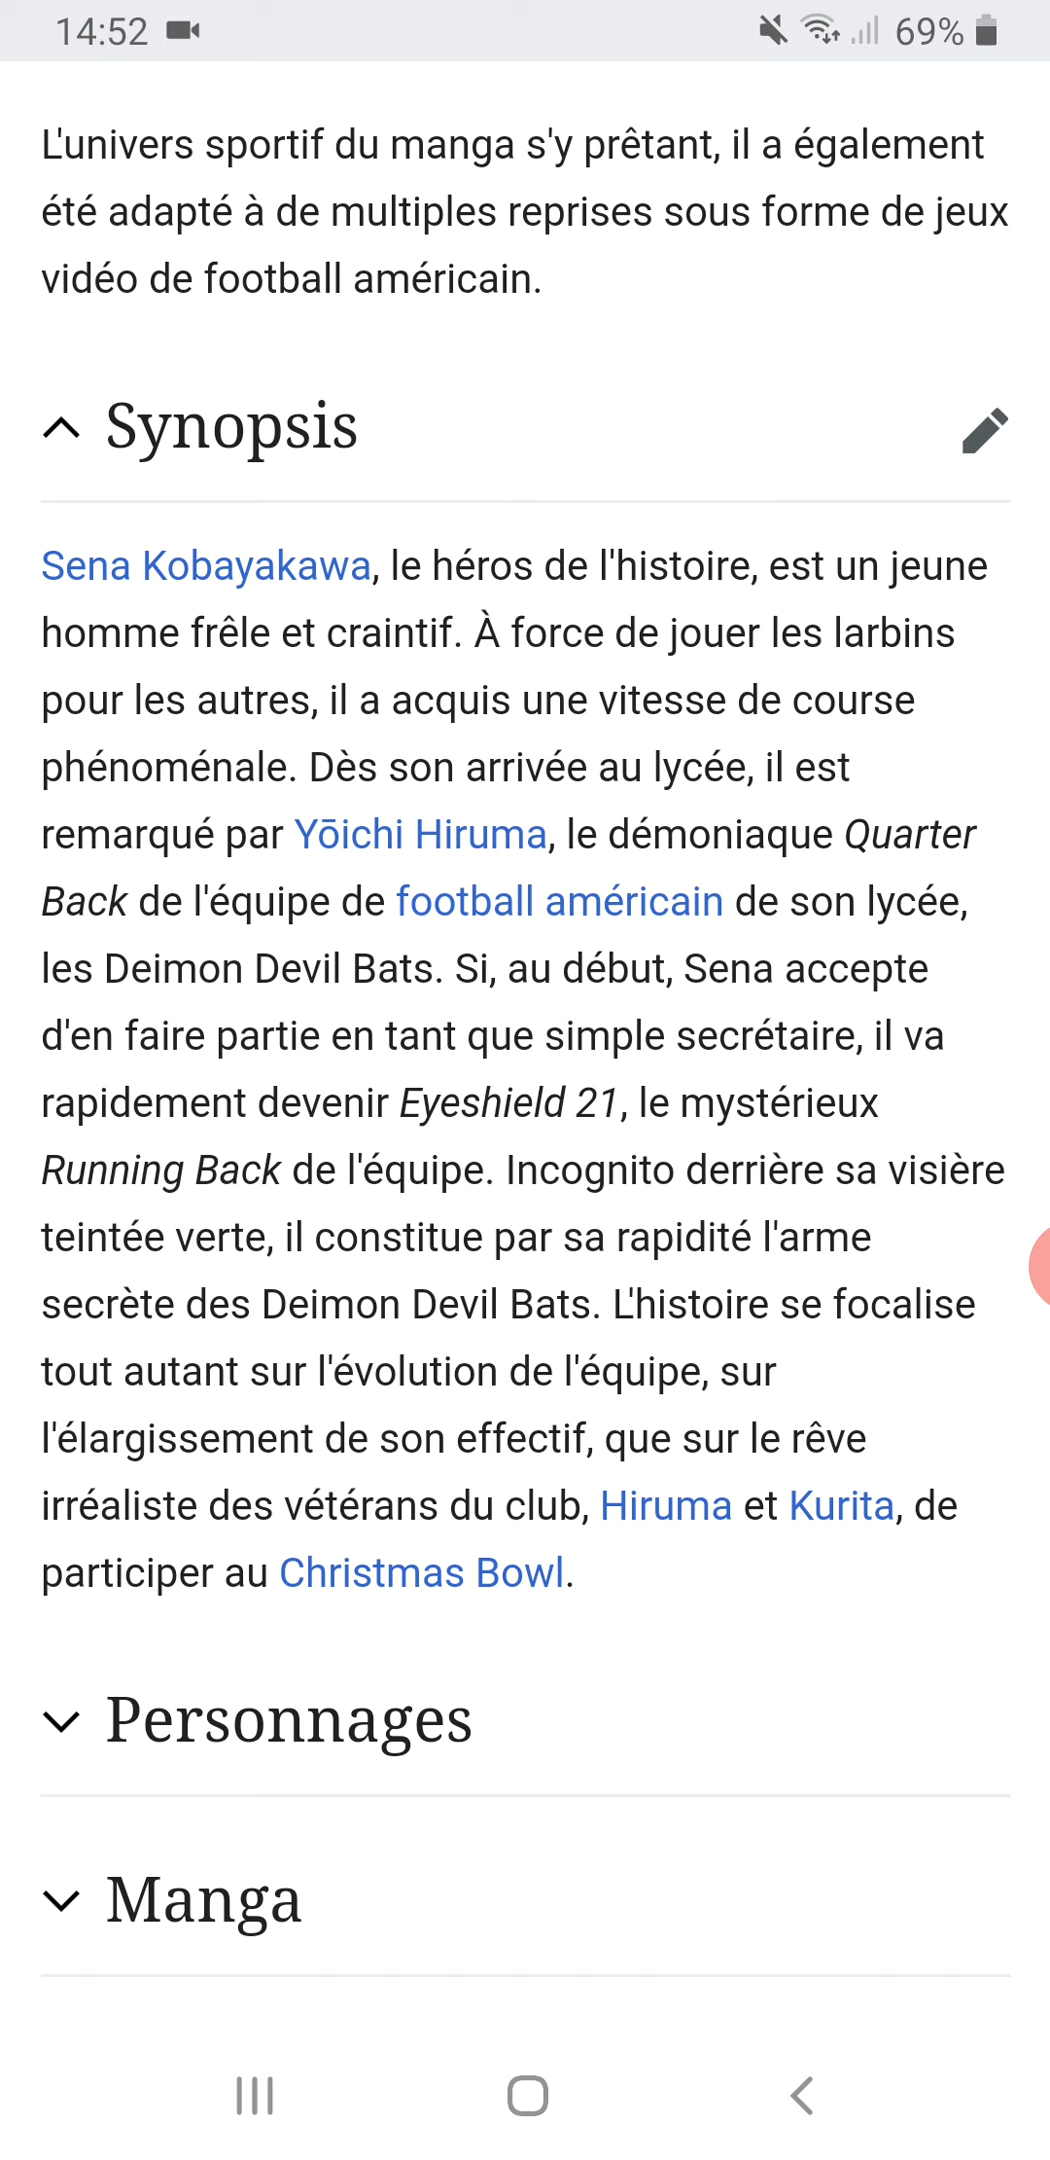 14:52
69%
L'univers sportif du manga s'y prêtant, il a également
été adapté à de multiples reprises sous forme de jeux
vidéo de football américain.
Synopsis
Sena Kobayakawa, le héros de l'histoire, est un jeune
homme frêle et craintif. À force de jouer les larbins
pour les autres, il a acquis une vitesse de course
phénoménale. Dès son arrivée au lycée, il est
remarqué par Yōichi Hiruma, le démoniaque Quarter
Back de l'équipe de football américain de son lycée,
les Deimon Devil Bats. Si, au début, Sena accepte
d'en faire partie en tant que simple secrétaire, il va
rapidement devenir Eyeshield 21, le mystérieux
Running Back de l'équipe. Incognito derrière sa visière
teintée verte, il constitue par sa rapidité l'arme
secrète des Deimon Devil Bats. L'histoire se focalise
tout autant sur l'évolution de l'équipe, sur
l'élargissement de son effectif, que sur le rêve
irréaliste des vétérans du club, Hiruma et Kurita, de
participer au Christmas Bowl.
Personnages
Manga